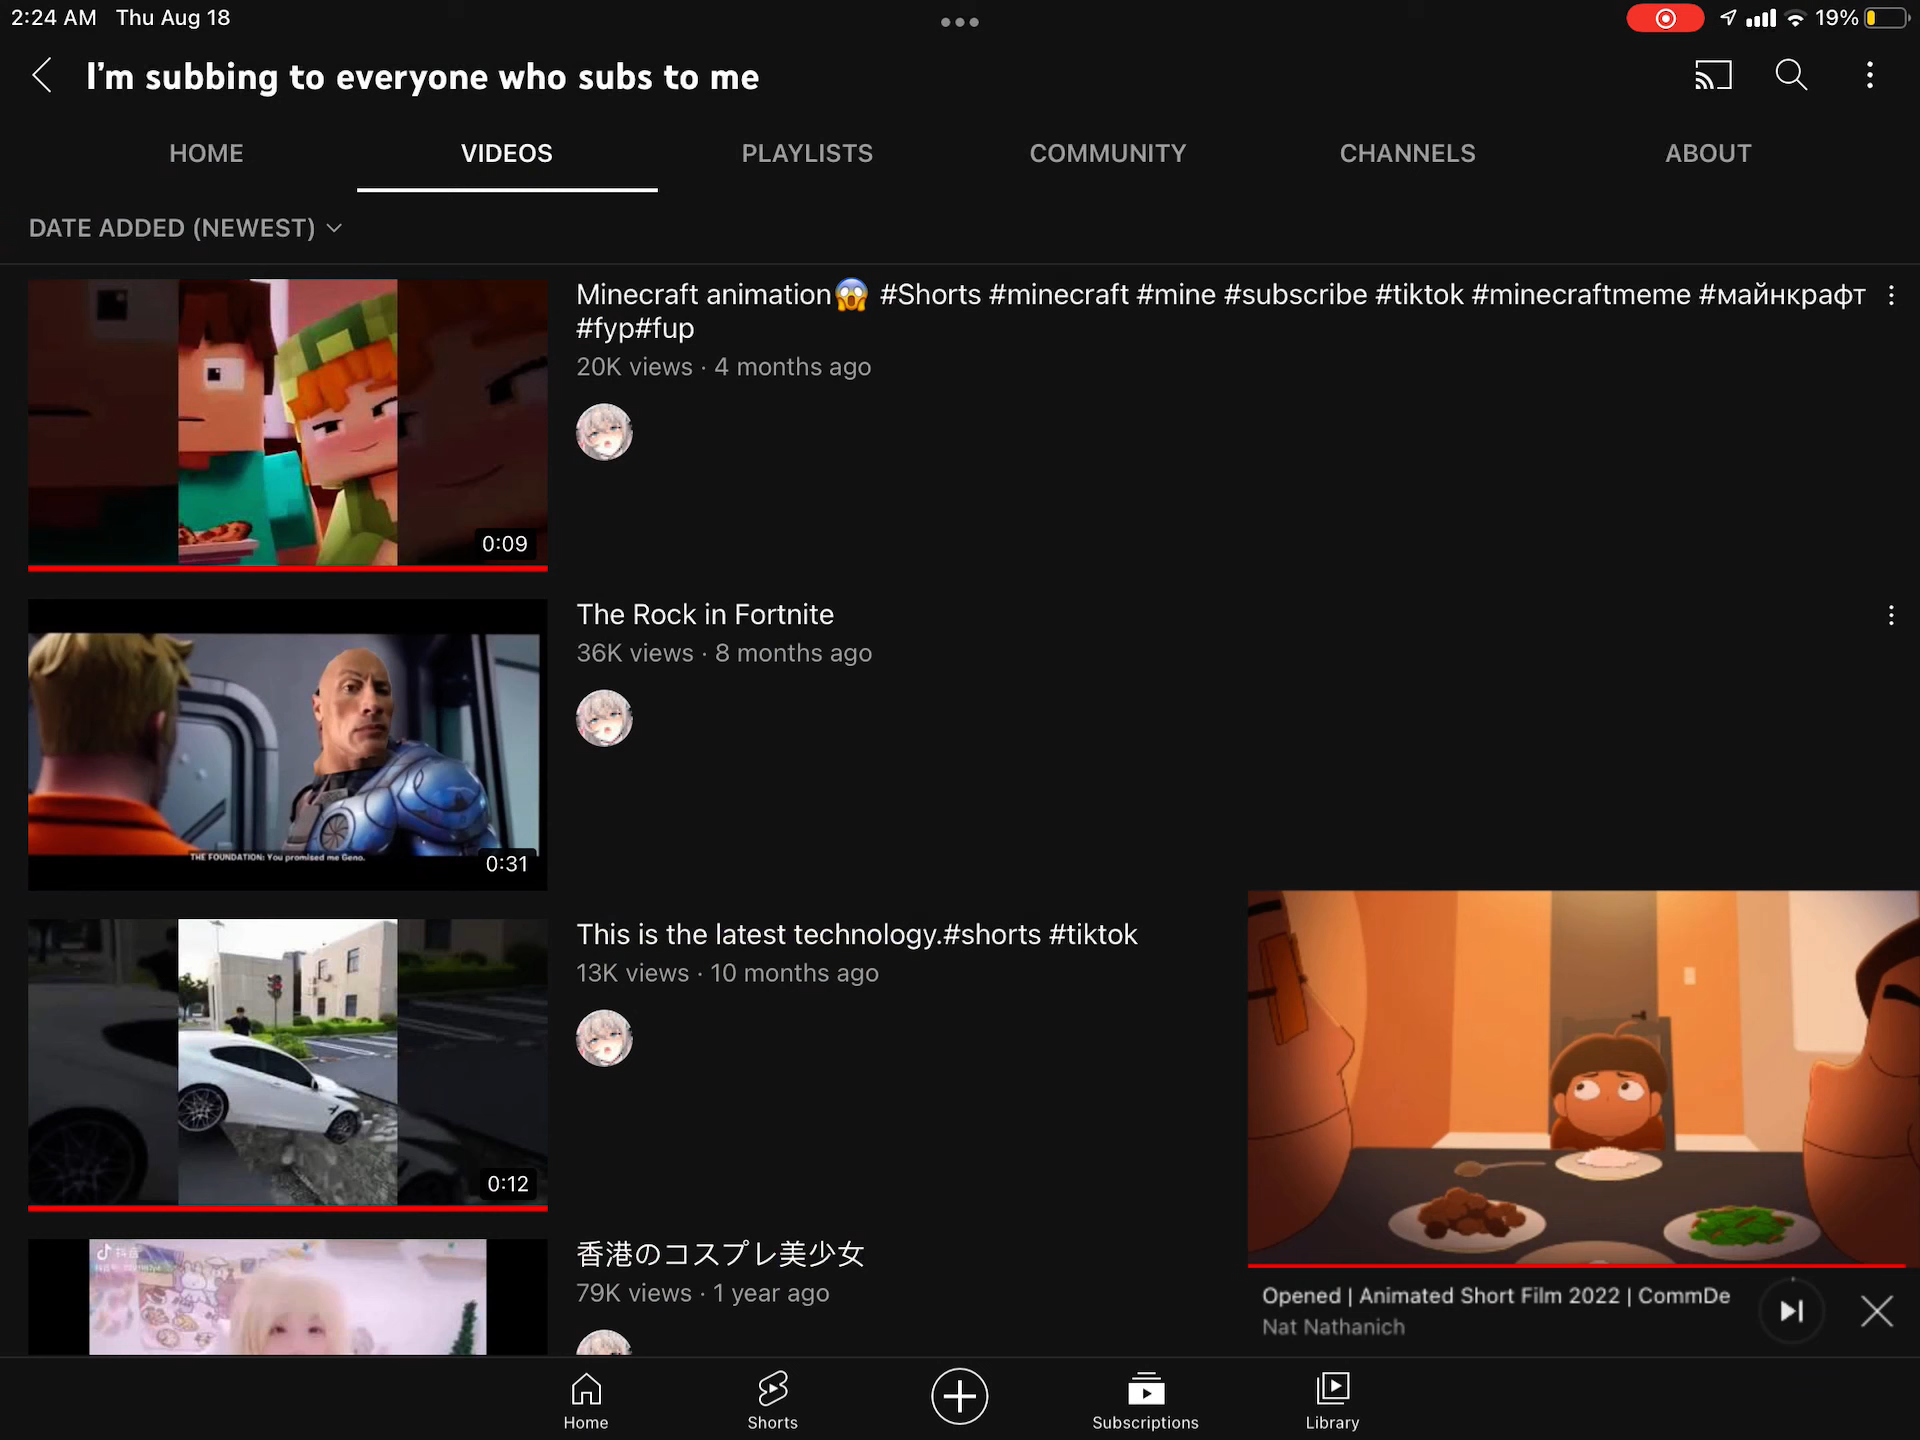 2:24 AM Thu Aug 18
19%
I'm subbing to everyone who subs to me
HOME VIDEOS PLAYLISTS COMMUNITY CHANNELS ABOUT
DATE ADDED (NEWEST)
Minecraft animation😱 #Shorts #minecraft #mine #subscribe #tiktok #minecraftmeme #майнкрафт
#fyp#fup
20K views · 4 months ago
0:09
The Rock in Fortnite
36K views · 8 months ago
THE FOUNDATION: You promised me Geno.
0:31
This is the latest technology.#shorts #tiktok
13K views · 10 months ago
0:12
香港のコスプレ美少女
79K views · 1 year ago
抖音
Opened | Animated Short Film 2022 | CommDe
Nat Nathanich
Home Shorts Subscriptions Library